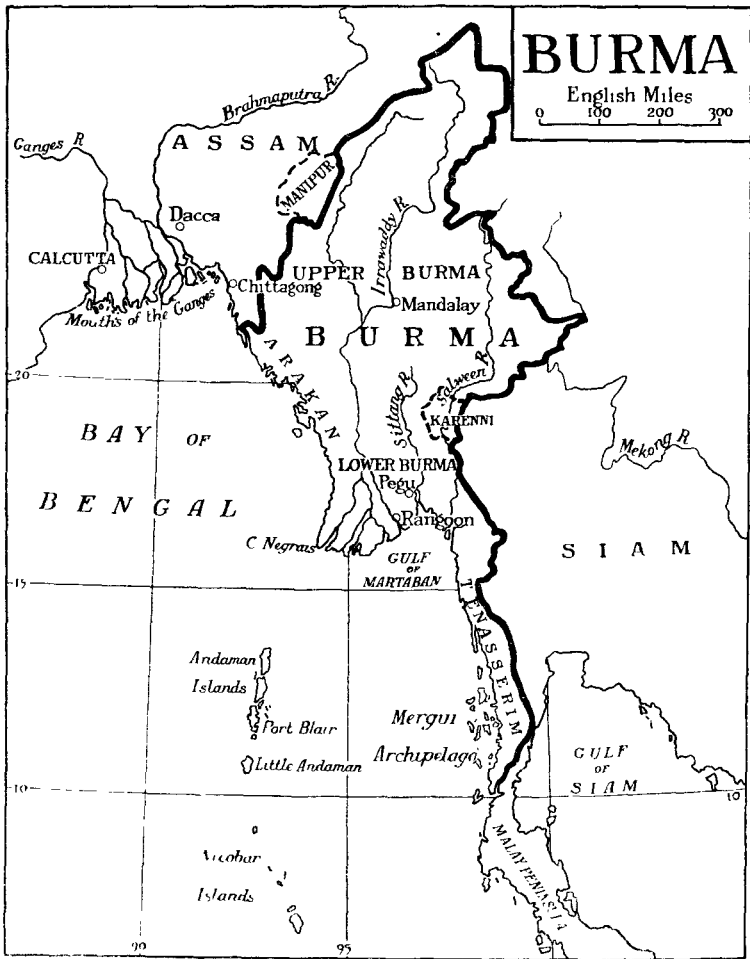 BURMA
English Miles
0 100 200 300
Brahmaputra R.
Ganges R
ASSAM
MANIPUR
Dacca
CALCUTTA
Chittagong
Mouths of the Ganges
UPPER BURMA
Irrawaddy R
Mandalay
BURMA
ARAKAN
20
Sittang R
Salween R
KARENNI
Mekong R
BAY OF
BENGAL
LOWER BURMA
Pegu
Rangoon
C Negrais
GULF
OF
MARTABAN
SIAM
15
TENASSERIM
Andaman
Islands
Port Blair
Little Andaman
Mergui
Archipelago
GULF
OF
SIAM
10
10
Nicobar
Islands
MALAY PENINSULA
90
95